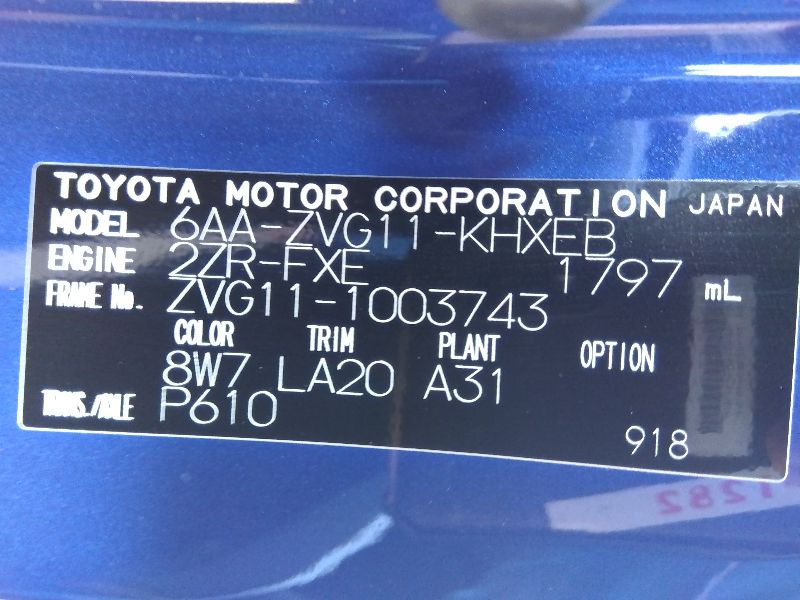 TOYOTA MOTOR CORPORATION JAPAN
MODEL 6AA-ZVG11-KHXEB
ENGINE 2ZR-FXE 1797 mL
FRAME No. ZVG11-1003743
COLOR TRIM PLANT OPTION
8W7 LA20 A31
TRANS./AXLE P610
918